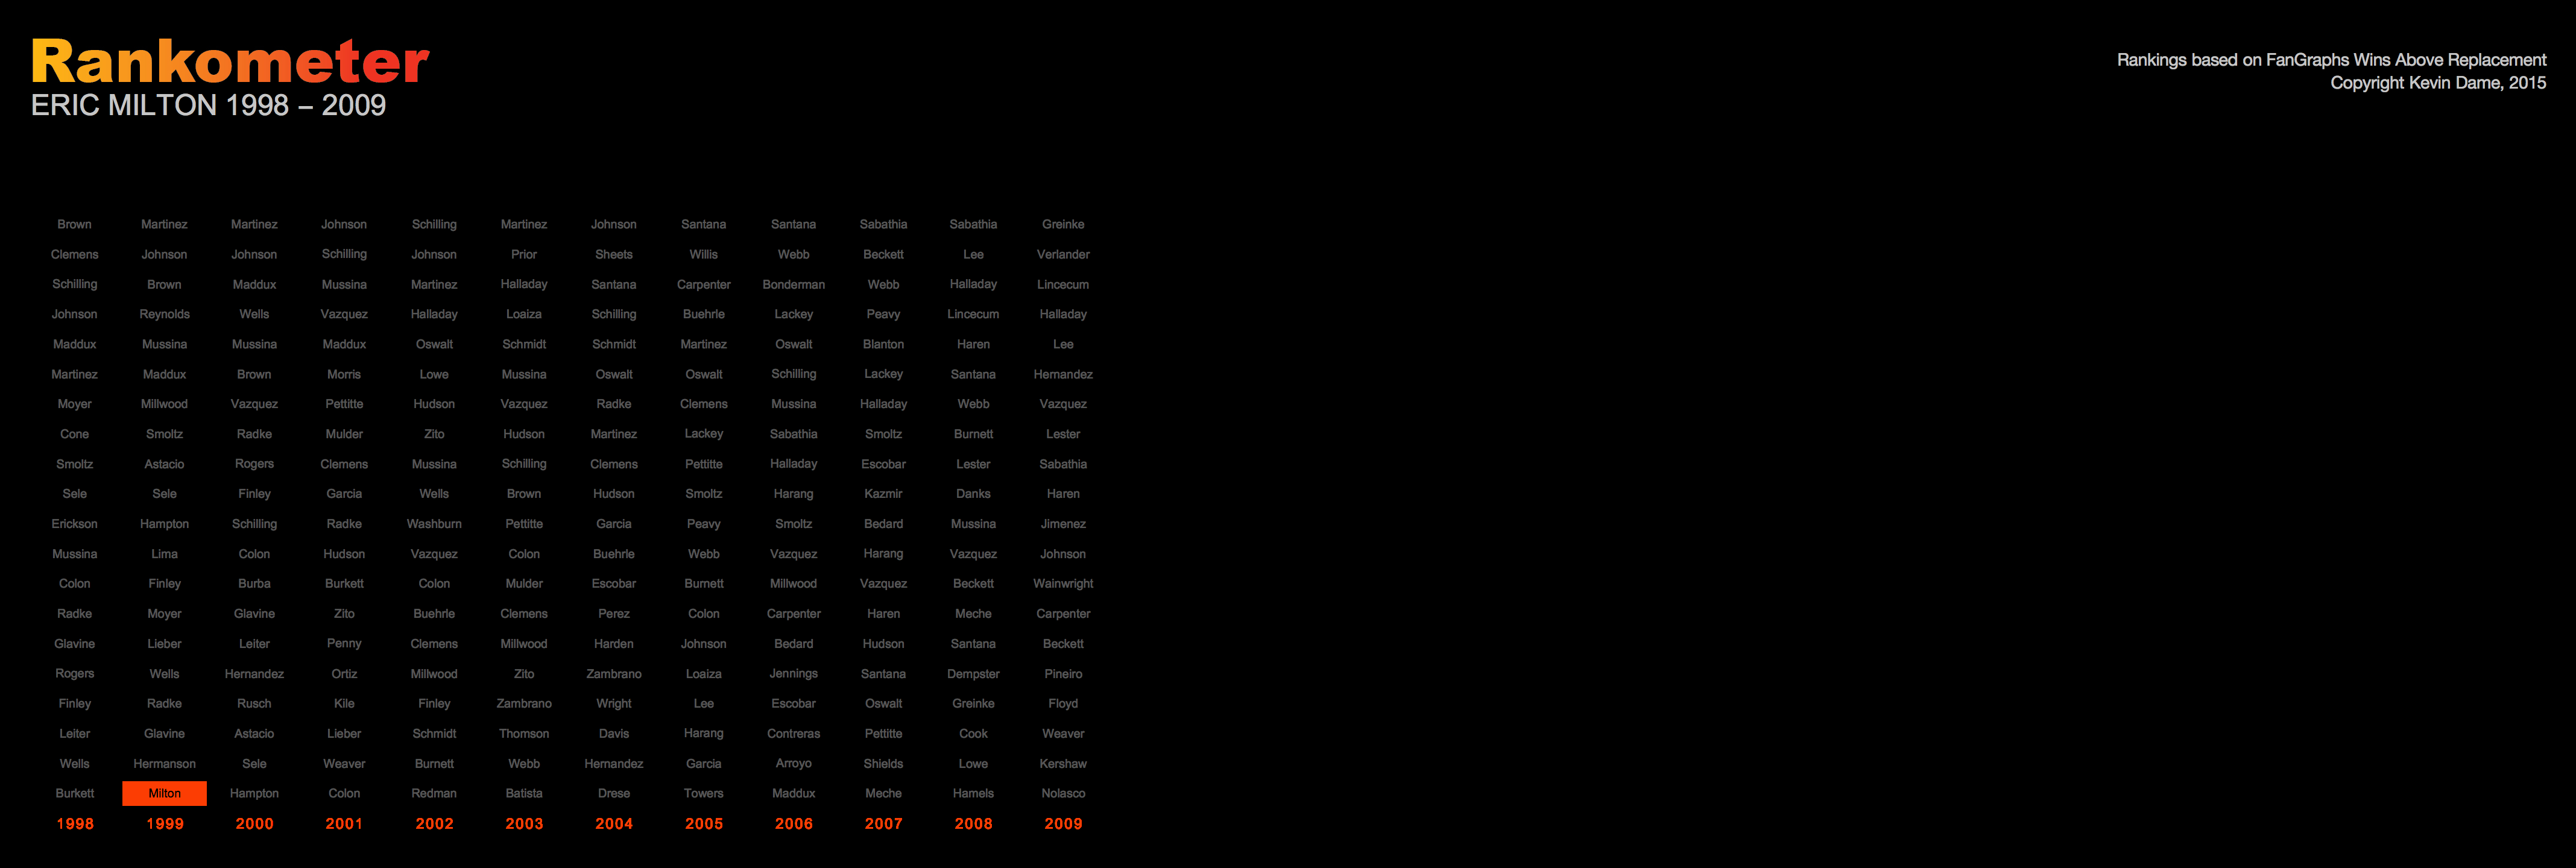 Rankometer
ERIC MILTON 1998 – 2009
Rankings based on FanGraphs Wins Above Replacement
Copyright Kevin Dame, 2015
Brown Martinez Martinez Johnson Schilling Martinez Johnson Santana Santana Sabathia Sabathia Greinke
Clemens Johnson Johnson Schilling Johnson Prior Sheets Willis Webb Beckett Lee Verlander
Schilling Brown Maddux Mussina Martinez Halladay Santana Carpenter Bonderman Webb Halladay Lincecum
Johnson Reynolds Wells Vazquez Halladay Loaiza Schilling Buehrle Lackey Peavy Lincecum Halladay
Maddux Mussina Mussina Maddux Oswalt Schmidt Schmidt Martinez Oswalt Blanton Haren Lee
Martinez Maddux Brown Morris Lowe Mussina Oswalt Oswalt Schilling Lackey Santana Hernandez
Moyer Millwood Vazquez Pettitte Hudson Vazquez Radke Clemens Mussina Halladay Webb Vazquez
Cone Smoltz Radke Mulder Zito Hudson Martinez Lackey Sabathia Smoltz Burnett Lester
Smoltz Astacio Rogers Clemens Mussina Schilling Clemens Pettitte Halladay Escobar Lester Sabathia
Sele Sele Finley Garcia Wells Brown Hudson Smoltz Harang Kazmir Danks Haren
Erickson Hampton Schilling Radke Washburn Pettitte Garcia Peavy Smoltz Bedard Mussina Jimenez
Mussina Lima Colon Hudson Vazquez Colon Buehrle Webb Vazquez Harang Vazquez Johnson
Colon Finley Burba Burkett Colon Mulder Escobar Burnett Millwood Vazquez Beckett Wainwright
Radke Moyer Glavine Zito Buehrle Clemens Perez Colon Carpenter Haren Meche Carpenter
Glavine Lieber Leiter Penny Clemens Millwood Harden Johnson Bedard Hudson Santana Beckett
Rogers Wells Hernandez Ortiz Millwood Zito Zambrano Loaiza Jennings Santana Dempster Pineiro
Finley Radke Rusch Kile Finley Zambrano Wright Lee Escobar Oswalt Greinke Floyd
Leiter Glavine Astacio Lieber Schmidt Thomson Davis Harang Contreras Pettitte Cook Weaver
Wells Hermanson Sele Weaver Burnett Webb Hernandez Garcia Arroyo Shields Lowe Kershaw
Burkett Milton Hampton Colon Redman Batista Drese Towers Maddux Meche Hamels Nolasco
1998 1999 2000 2001 2002 2003 2004 2005 2006 2007 2008 2009